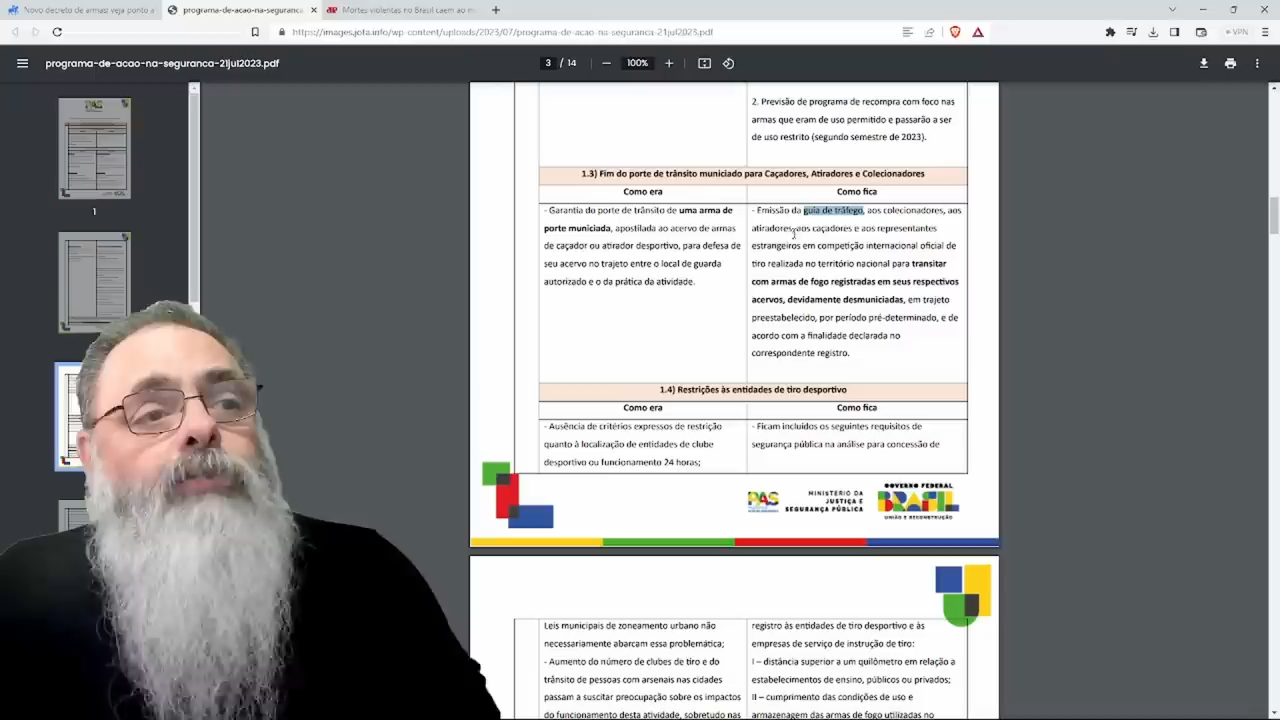 Novo decreto de armas: veja ponto a
programa-de-acao-na-seguranca
Mortes violentas no Brasil caem ao m
https://images.jota.info/wp-content/uploads/2023/07/programa-de-acao-na-seguranca-21jul2023.pdf
VPN
programa-de-acao-na-seguranca-21jul2023.pdf
3 / 14
100%
1
2. Previsão de programa de recompra com foco nas
armas que eram de uso permitido e passarão a ser
de uso restrito (segundo semestre de 2023).
1.3) Fim do porte de trânsito municiado para Caçadores, Atiradores e Colecionadores
Como era
Como fica
- Garantia do porte de trânsito de uma arma de
porte municiada, apostilada ao acervo de armas
de caçador ou atirador desportivo, para defesa de
seu acervo no trajeto entre o local de guarda
autorizado e o da prática da atividade.
- Emissão da guia de tráfego, aos colecionadores, aos
atiradores, aos caçadores e aos representantes
estrangeiros em competição internacional oficial de
tiro realizada no território nacional para transitar
com armas de fogo registradas em seus respectivos
acervos, devidamente desmuniciadas, em trajeto
preestabelecido, por período pré-determinado, e de
acordo com a finalidade declarada no
correspondente registro.
1.4) Restrições às entidades de tiro desportivo
Como era
Como fica
- Ausência de critérios expressos de restrição
quanto à localização de entidades de clube
desportivo ou funcionamento 24 horas;
- Ficam incluídos os seguintes requisitos de
segurança pública na análise para concessão de
PAS
MINISTÉRIO DA
JUSTIÇA E
SEGURANÇA PÚBLICA
GOVERNO FEDERAL
BRASIL
UNIÃO E RECONSTRUÇÃO
Leis municipais de zoneamento urbano não
necessariamente abarcam essa problemática;
- Aumento do número de clubes de tiro e do
trânsito de pessoas com arsenais nas cidades
passam a suscitar preocupação sobre os impactos
do funcionamento desta atividade, sobretudo nas
registro às entidades de tiro desportivo e às
empresas de serviço de instrução de tiro:
I – distância superior a um quilômetro em relação a
estabelecimentos de ensino, públicos ou privados;
II – cumprimento das condições de uso e
armazenagem das armas de fogo utilizadas no